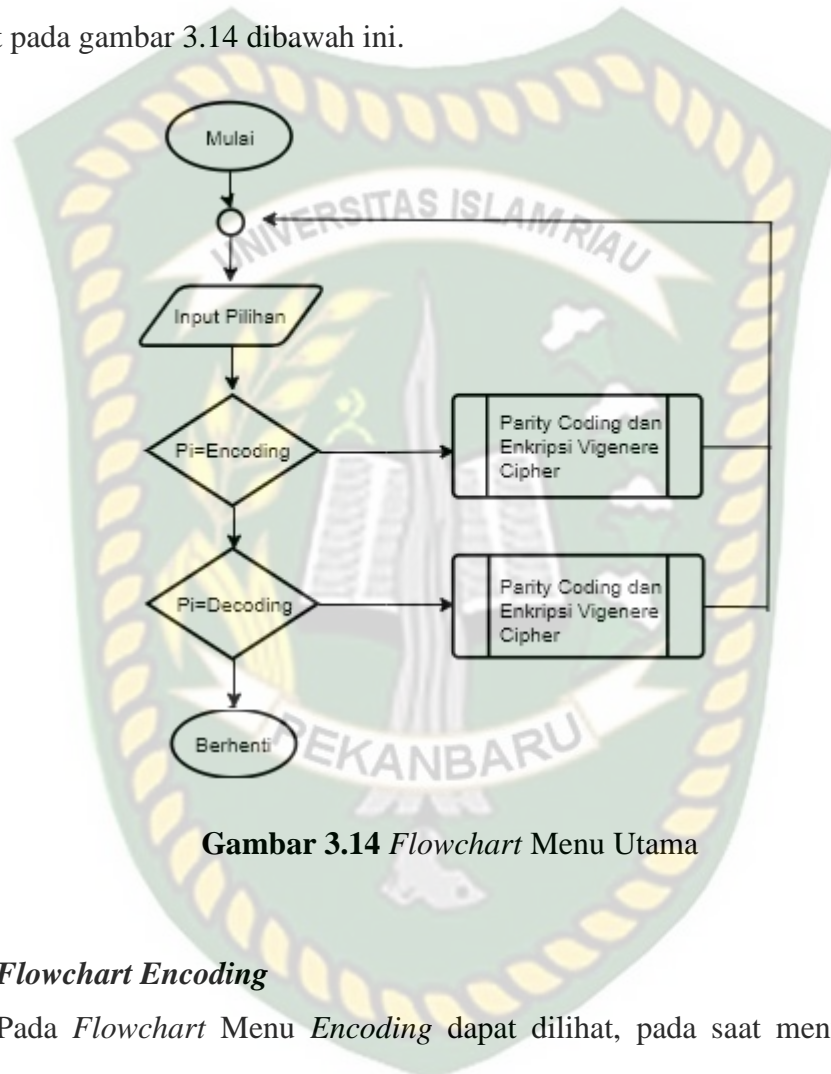 t pada gambar 3.14 dibawah ini.
Mulai
UNIVERSITAS ISLAM RIAU
Input Pilihan
Pi=Encoding
Parity Coding dan
Enkripsi Vigenere
Cipher
Pi=Decoding
Parity Coding dan
Enkripsi Vigenere
Cipher
Berhenti
PEKANBARU
Gambar 3.14 Flowchart Menu Utama
Flowchart Encoding
Pada Flowchart Menu Encoding dapat dilihat, pada saat men